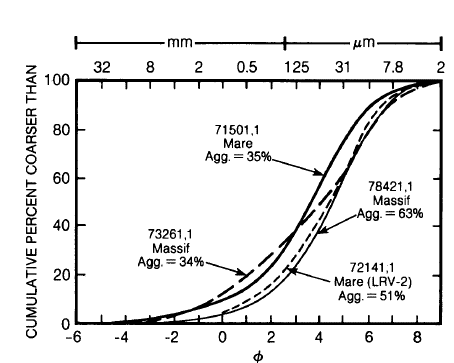 mm μm
32 8 2 0.5 125 31 7.8 2
CUMULATIVE PERCENT COARSER THAN
100
80
60
40
20
0
71501,1
Mare
Agg. = 35%
78421,1
Massif
Agg. = 63%
73261,1
Massif
Agg. = 34%
72141,1
Mare (LRV-2)
Agg. = 51%
-6 -4 -2 0 2 4 6 8
ϕ